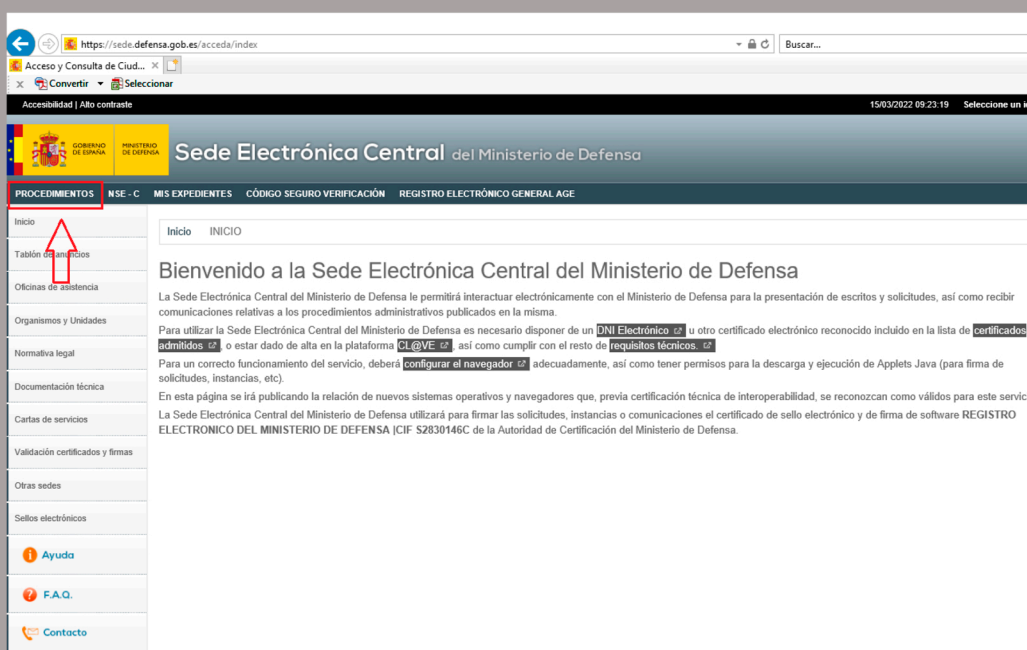 https://sede.defensa.gob.es/acceda/index
Buscar...
Acceso y Consulta de Ciud...
Convertir
Seleccionar
Accesibilidad | Alto contraste
15/03/2022 09:23:19 Seleccione un
GOBIERNO DE ESPAÑA
MINISTERIO DE DEFENSA
Sede Electrónica Central del Ministerio de Defensa
PROCEDIMIENTOS NSE - C MIS EXPEDIENTES CÓDIGO SEGURO VERIFICACIÓN REGISTRO ELECTRÓNICO GENERAL AGE
Inicio
Tablón de anuncios
Oficinas de asistencia
Organismos y Unidades
Normativa legal
Documentación técnica
Cartas de servicios
Validación certificados y firmas
Otras sedes
Sellos electrónicos
Ayuda
F.A.Q.
Contacto
Inicio INICIO
Bienvenido a la Sede Electrónica Central del Ministerio de Defensa
La Sede Electrónica Central del Ministerio de Defensa le permitirá interactuar electrónicamente con el Ministerio de Defensa para la presentación de escritos y solicitudes, así como recibir
comunicaciones relativas a los procedimientos administrativos publicados en la misma.
Para utilizar la Sede Electrónica Central del Ministerio de Defensa es necesario disponer de un DNI Electrónico u otro certificado electrónico reconocido incluido en la lista de certificados
admitidos , o estar dado de alta en la plataforma CL@VE , así como cumplir con el resto de requisitos técnicos.
Para un correcto funcionamiento del servicio, deberá configurar el navegador adecuadamente, así como tener permisos para la descarga y ejecución de Applets Java (para firma de
solicitudes, instancias, etc).
En esta página se irá publicando la relación de nuevos sistemas operativos y navegadores que, previa certificación técnica de interoperabilidad, se reconozcan como válidos para este servic
La Sede Electrónica Central del Ministerio de Defensa utilizará para firmar las solicitudes, instancias o comunicaciones el certificado de sello electrónico y de firma de software REGISTRO
ELECTRONICO DEL MINISTERIO DE DEFENSA |CIF S2830146C de la Autoridad de Certificación del Ministerio de Defensa.